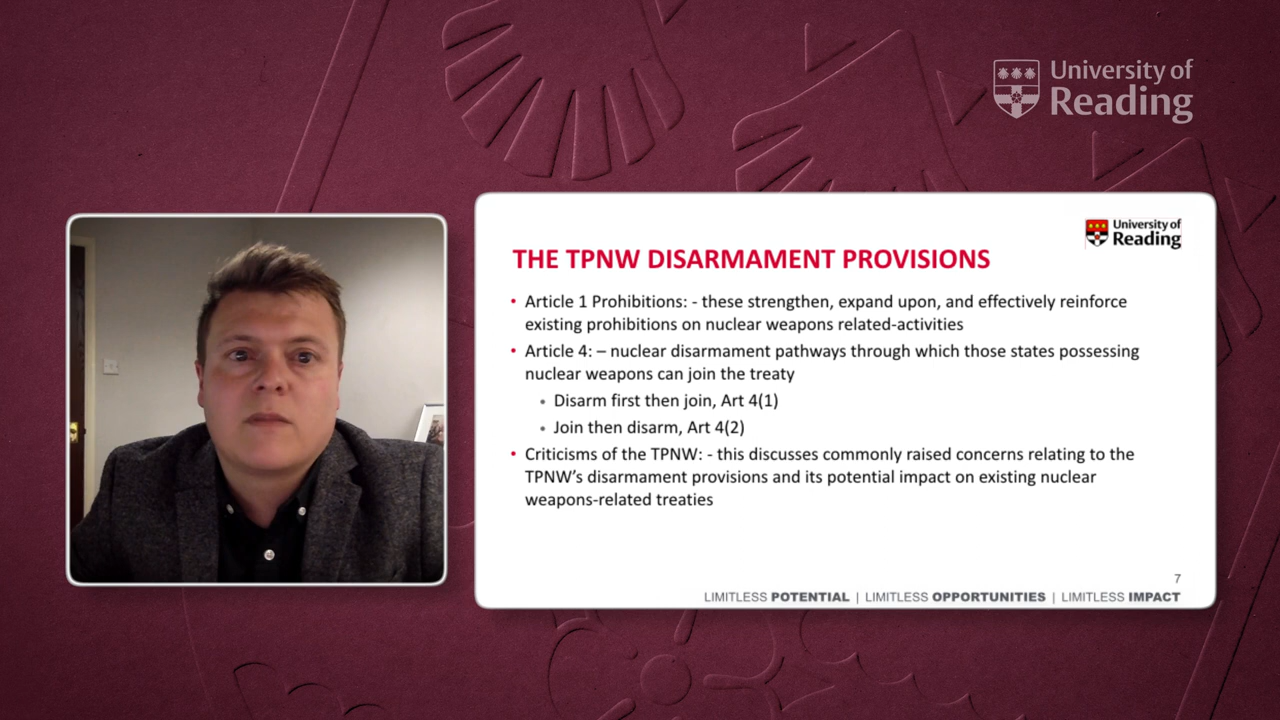 University of
Reading
University of
Reading
THE TPNW DISARMAMENT PROVISIONS
• Article 1 Prohibitions: - these strengthen, expand upon, and effectively reinforce
existing prohibitions on nuclear weapons related-activities
• Article 4: – nuclear disarmament pathways through which those states possessing
nuclear weapons can join the treaty
• Disarm first then join, Art 4(1)
• Join then disarm, Art 4(2)
• Criticisms of the TPNW: - this discusses commonly raised concerns relating to the
TPNW’s disarmament provisions and its potential impact on existing nuclear
weapons-related treaties
7
LIMITLESS POTENTIAL | LIMITLESS OPPORTUNITIES | LIMITLESS IMPACT